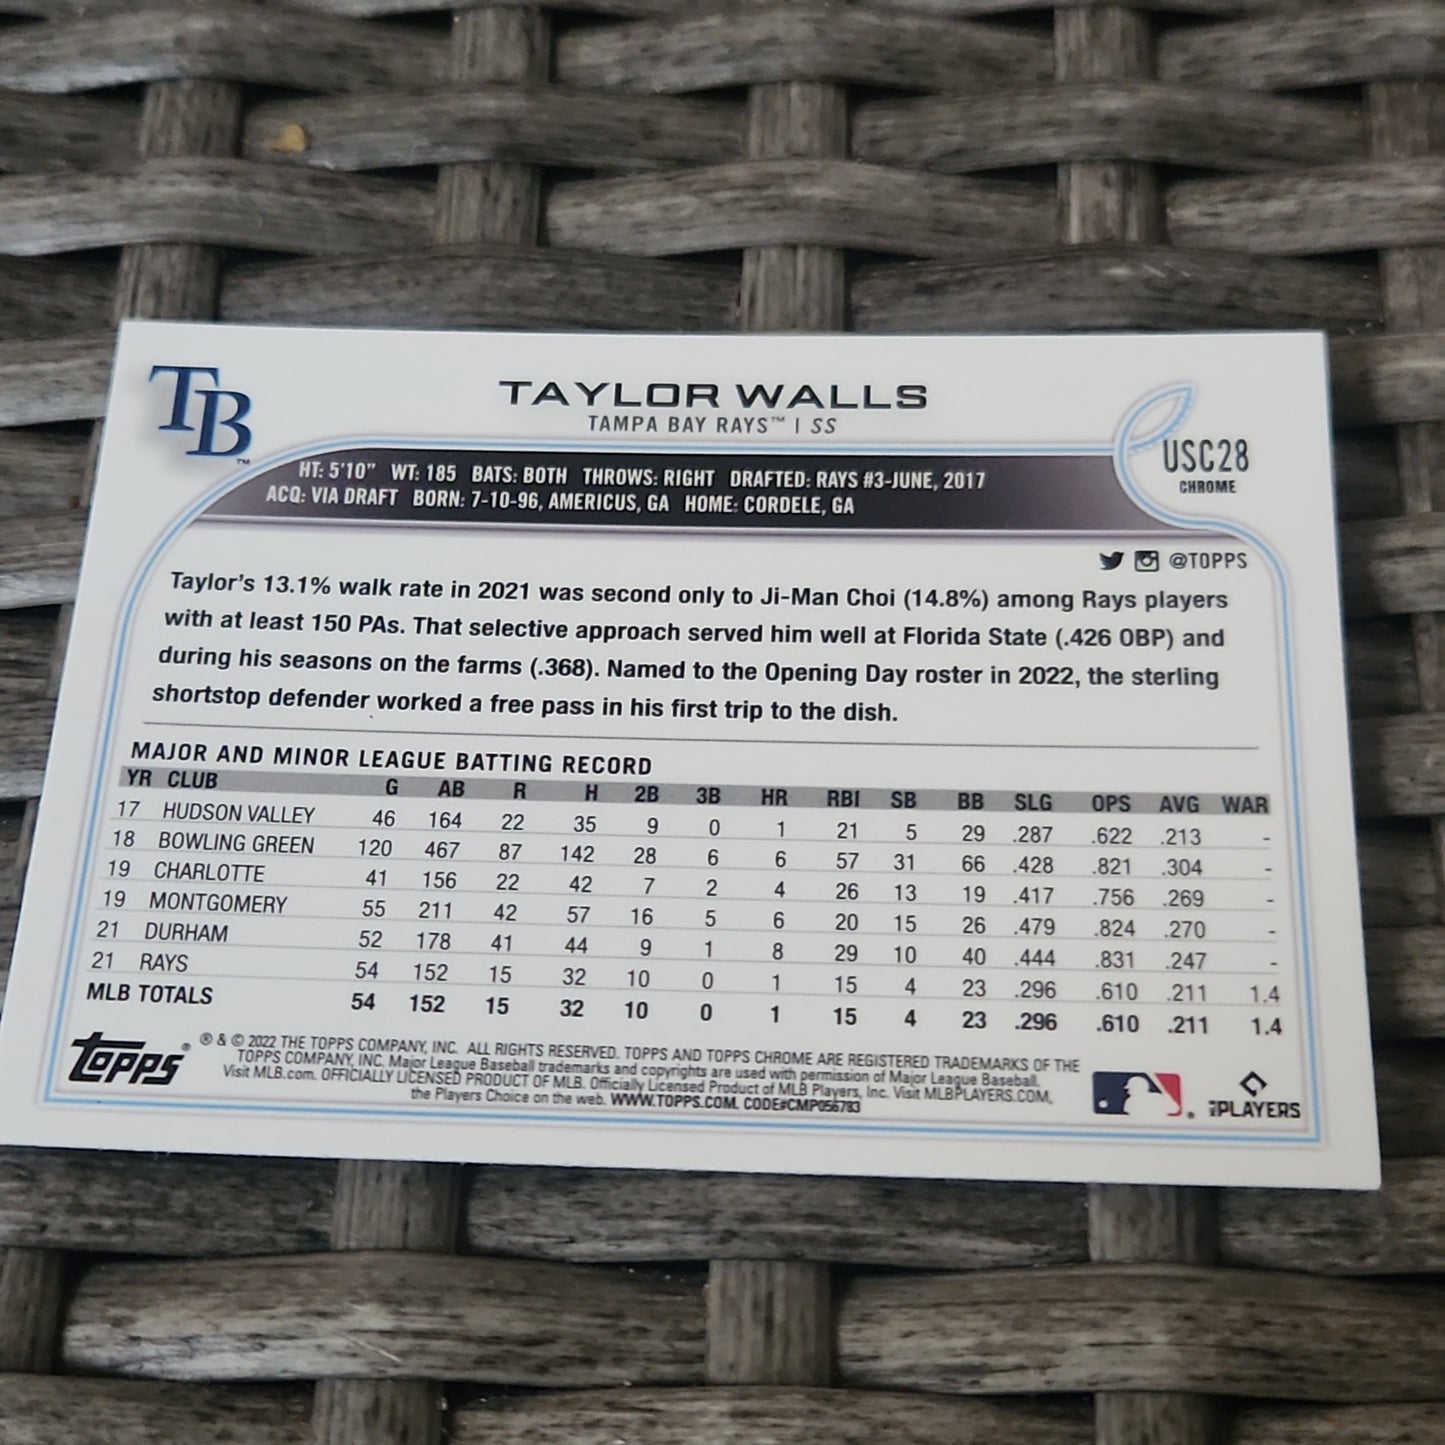 TB™
TAYLOR WALLS
TAMPA BAY RAYS™ | SS
USC28
CHROME
HT: 5'10" WT: 185 BATS: BOTH THROWS: RIGHT DRAFTED: RAYS #3-JUNE, 2017
ACQ: VIA DRAFT BORN: 7-10-96, AMERICUS, GA HOME: CORDELE, GA
@TOPPS
Taylor's 13.1% walk rate in 2021 was second only to Ji-Man Choi (14.8%) among Rays players
with at least 150 PAs. That selective approach served him well at Florida State (.426 OBP) and
during his seasons on the farms (.368). Named to the Opening Day roster in 2022, the sterling
shortstop defender worked a free pass in his first trip to the dish.
MAJOR AND MINOR LEAGUE BATTING RECORD
YR CLUB G AB R H 2B 3B HR RBI SB BB SLG OPS AVG WAR
17 HUDSON VALLEY 46 164 22 35 9 0 1 21 5 29 .287 .622 .213 -
18 BOWLING GREEN 120 467 87 142 28 6 6 57 31 66 .428 .821 .304 -
19 CHARLOTTE 41 156 22 42 7 2 4 26 13 19 .417 .756 .269 -
19 MONTGOMERY 55 211 42 57 16 5 6 20 15 26 .479 .824 .270 -
21 DURHAM 52 178 41 44 9 1 8 29 10 40 .444 .831 .247 -
21 RAYS 54 152 15 32 10 0 1 15 4 23 .296 .610 .211 1.4
MLB TOTALS 54 152 15 32 10 0 1 15 4 23 .296 .610 .211 1.4
topps®
® & © 2022 THE TOPPS COMPANY, INC. ALL RIGHTS RESERVED. TOPPS AND TOPPS CHROME ARE REGISTERED TRADEMARKS OF THE
TOPPS COMPANY, INC. Major League Baseball trademarks and copyrights are used with permission of Major League Baseball.
Visit MLB.com. OFFICIALLY LICENSED PRODUCT OF MLB. Officially Licensed Product of MLB Players, Inc. Visit MLBPLAYERS.COM,
the Players Choice on the web. WWW.TOPPS.COM. CODE#CMP056783
PLAYERS